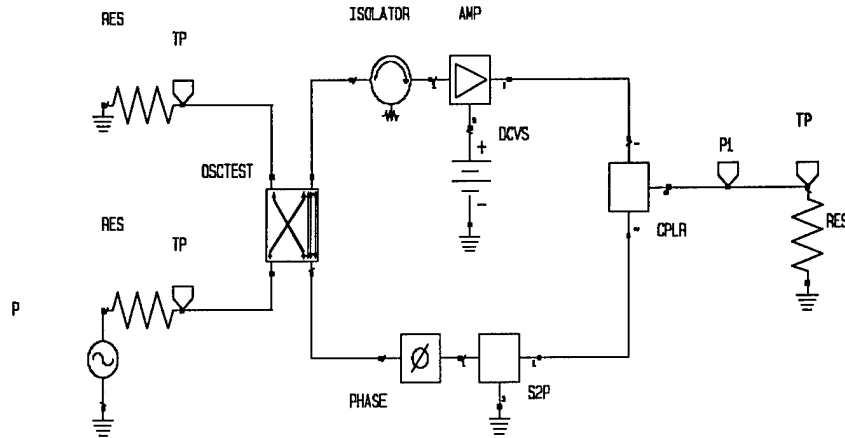 ISOLATOR
AMP
RES
TP
DCVS
+
-
OSCTEST
P1
TP
RES
CPLR
RES
TP
P
PHASE
Ø
S2P